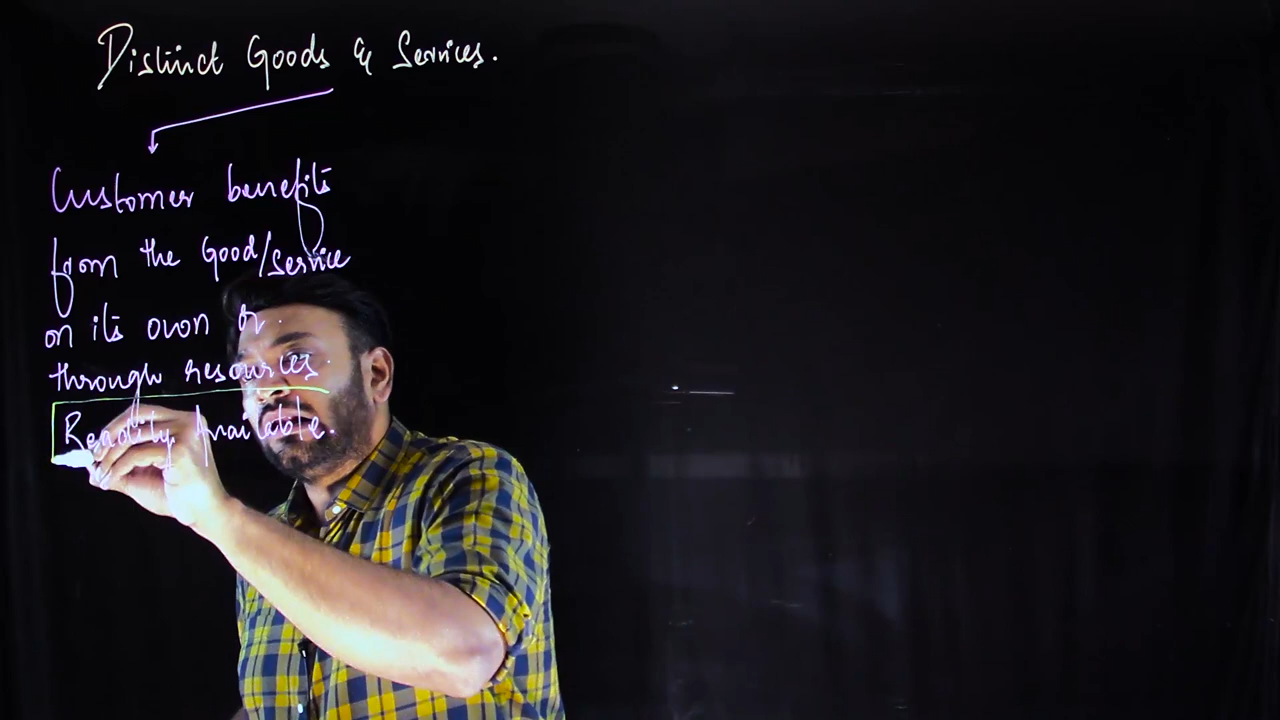 Distinct Goods & Services.
Customer benefits
from the Good/Service
on its own or
through resources.
Readily Available.